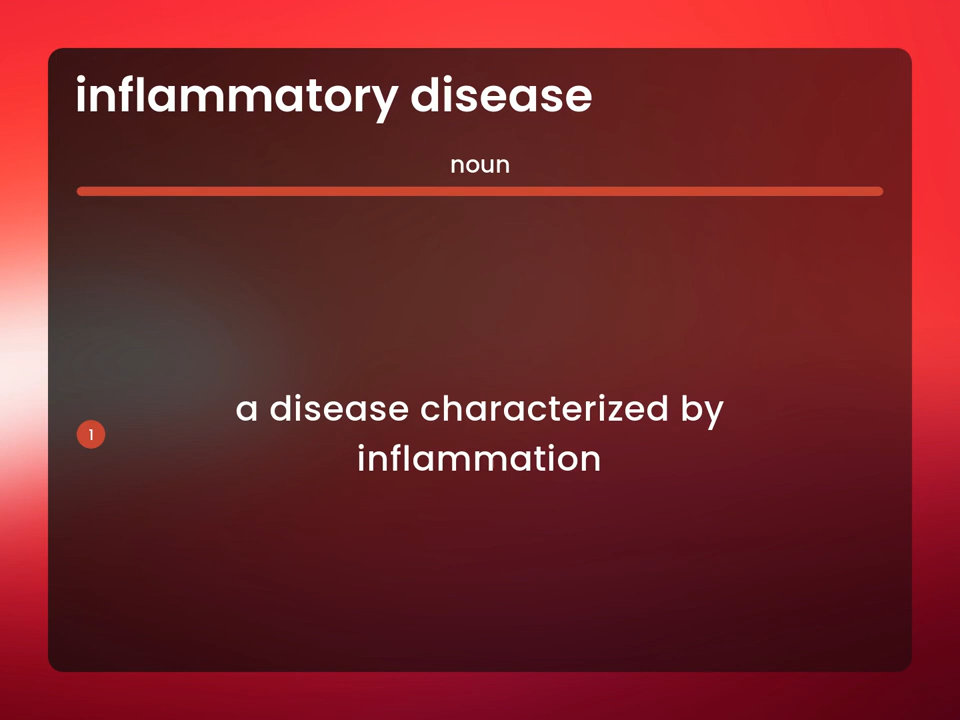 inflammatory disease
noun
1
a disease characterized by
inflammation